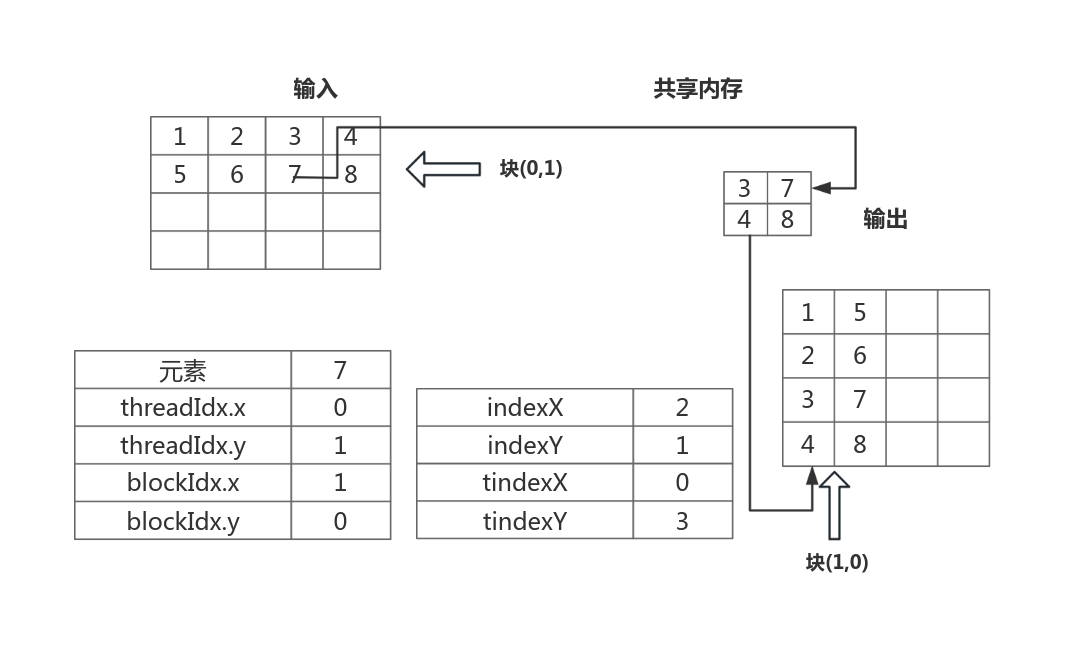 输入
1 2 3 4
5 6 7 8
块(0,1)
共享内存
3 7
4 8
输出
1 5
2 6
3 7
4 8
块(1,0)
元素 7
threadIdx.x 0
threadIdx.y 1
blockIdx.x 1
blockIdx.y 0
indexX 2
indexY 1
tindexX 0
tindexY 3